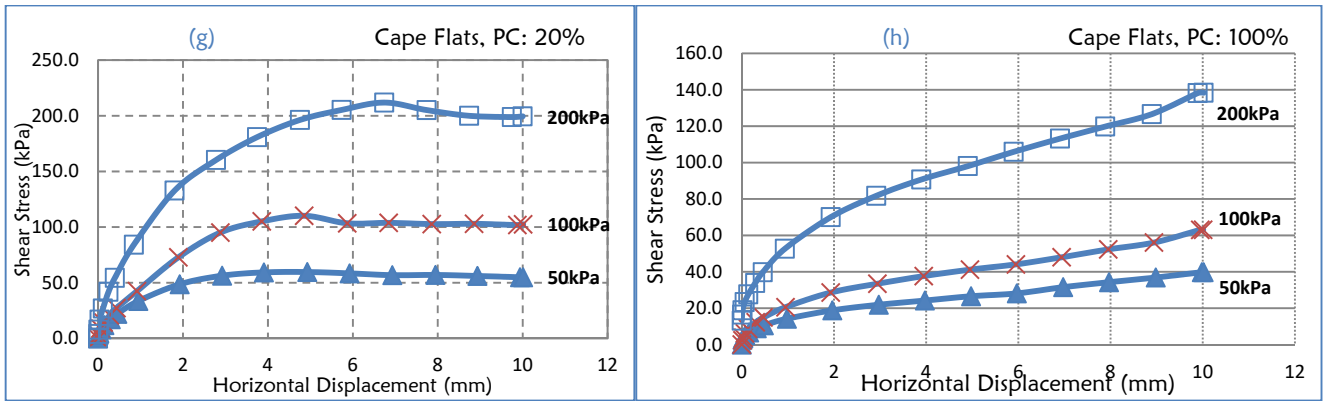 (g) Cape Flats, PC: 20%
Shear Stress (kPa)
250.0
200.0
150.0
100.0
50.0
0.0
200kPa
100kPa
50kPa
0 2 4 6 8 10 12
Horizontal Displacement (mm)
(h) Cape Flats, PC: 100%
Shear Stress (kPa)
160.0
140.0
120.0
100.0
80.0
60.0
40.0
20.0
0.0
200kPa
100kPa
50kPa
0 2 4 6 8 10 12
Horizontal Displacement (mm)